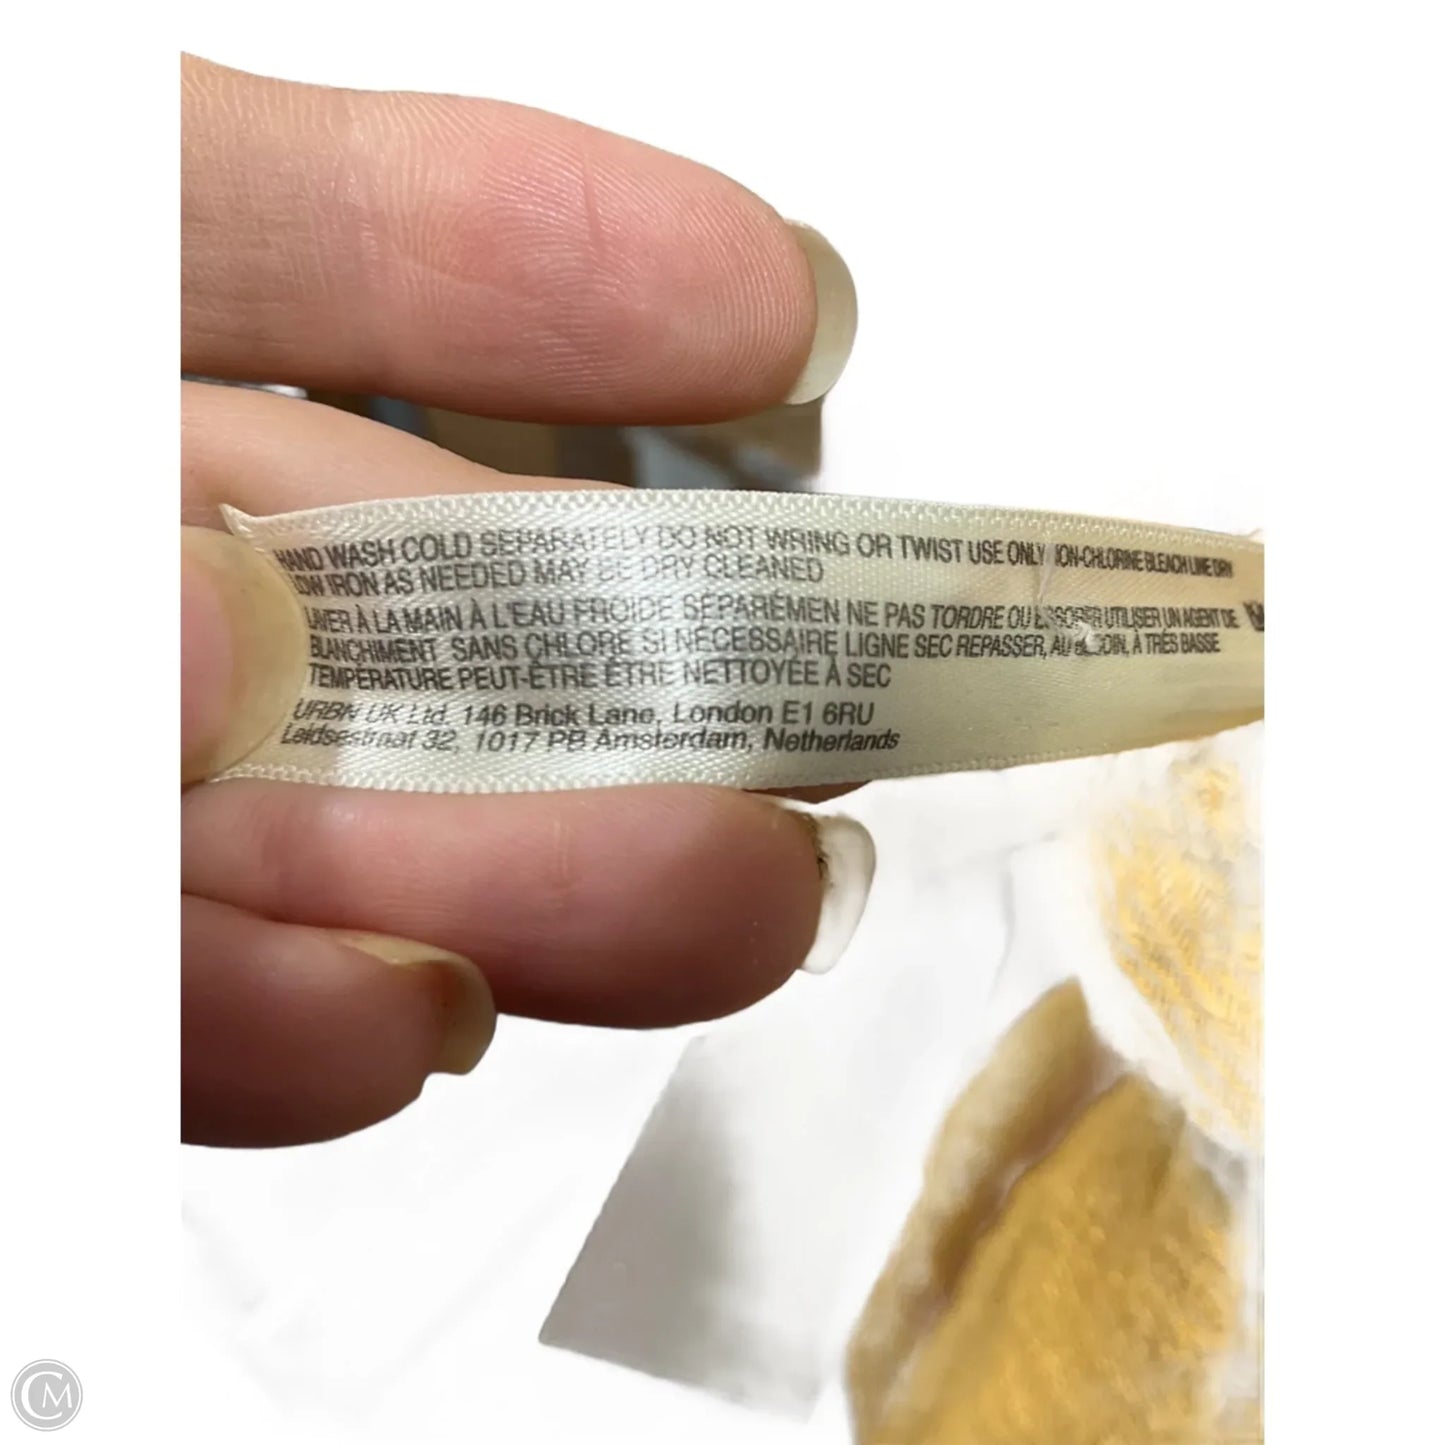 HAND WASH COLD SEPARATELY DO NOT WRING OR TWIST USE ONLY ION-CHLORINE BLEACH LINE DRY
LOW IRON AS NEEDED MAY BE DRY CLEANED
LAVER À LA MAIN À L'EAU FROIDE SÉPARÉMEN NE PAS TORDRE OU UTILISER UN AGENT DE
BLANCHIMENT SANS CHLORE SI NÉCESSAIRE LIGNE SEC REPASSER, AU BESOIN, À TRÈS BASSE
TEMPÉRATURE PEUT-ÊTRE ÊTRE NETTOYÉE À SEC
URBN UK Ltd. 146 Brick Lane, London E1 6RU
Leidsestraat 32, 1017 PB Amsterdam, Netherlands
CM